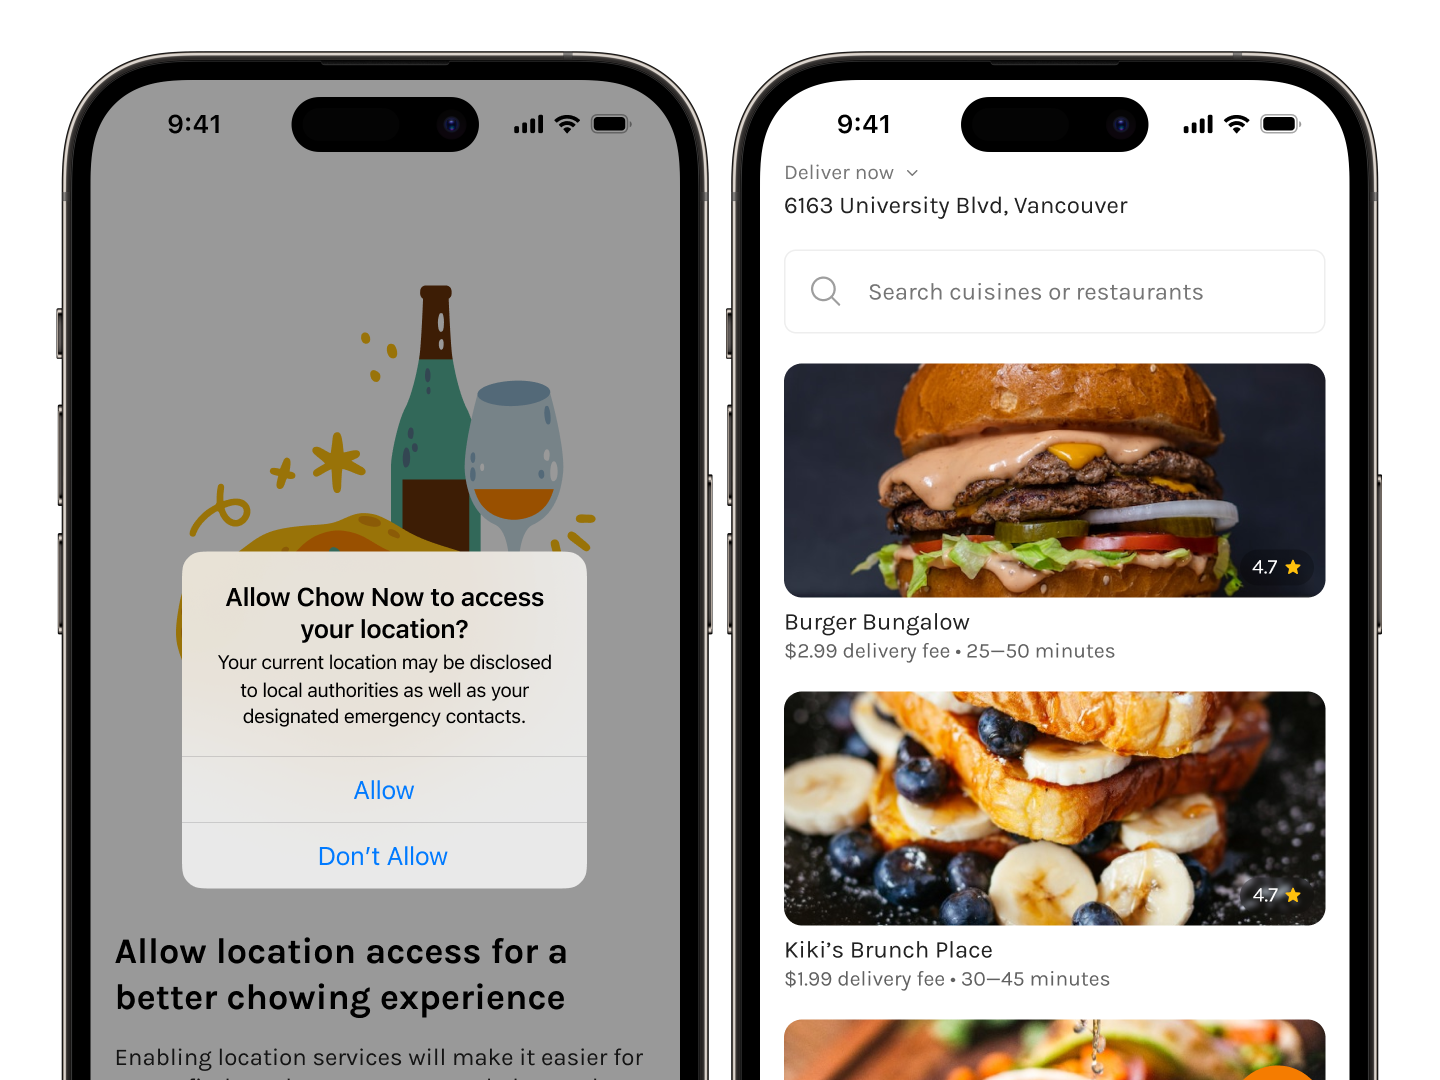 9:41
Allow Chow Now to access
your location?
Your current location may be disclosed
to local authorities as well as your
designated emergency contacts.
Allow
Don't Allow
Allow location access for a
better chowing experience
Enabling location services will make it easier for
9:41
Deliver now
6163 University Blvd, Vancouver
Search cuisines or restaurants
4.7
Burger Bungalow
$2.99 delivery fee • 25—50 minutes
4.7
Kiki's Brunch Place
$1.99 delivery fee • 30—45 minutes